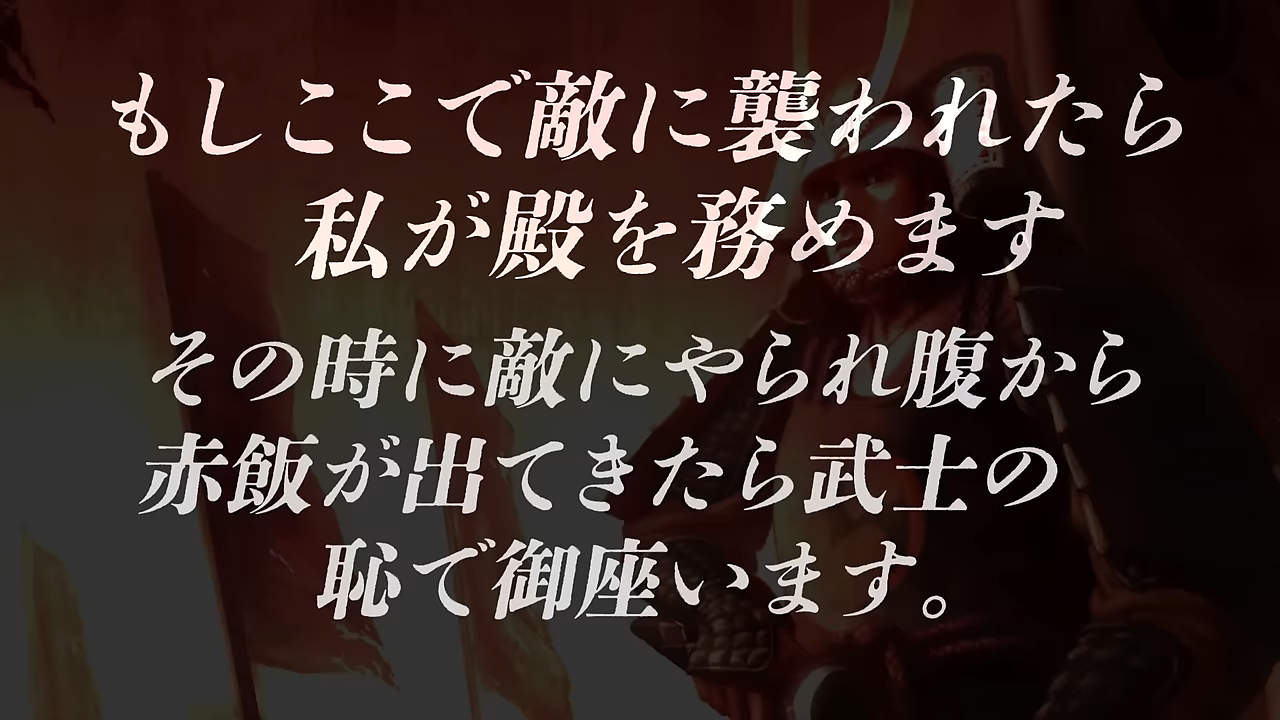 もしここで敵に襲われたら
私が殿を務めます
その時に敵にやられ腹から
赤飯が出てきたら武士の
恥で御座います。